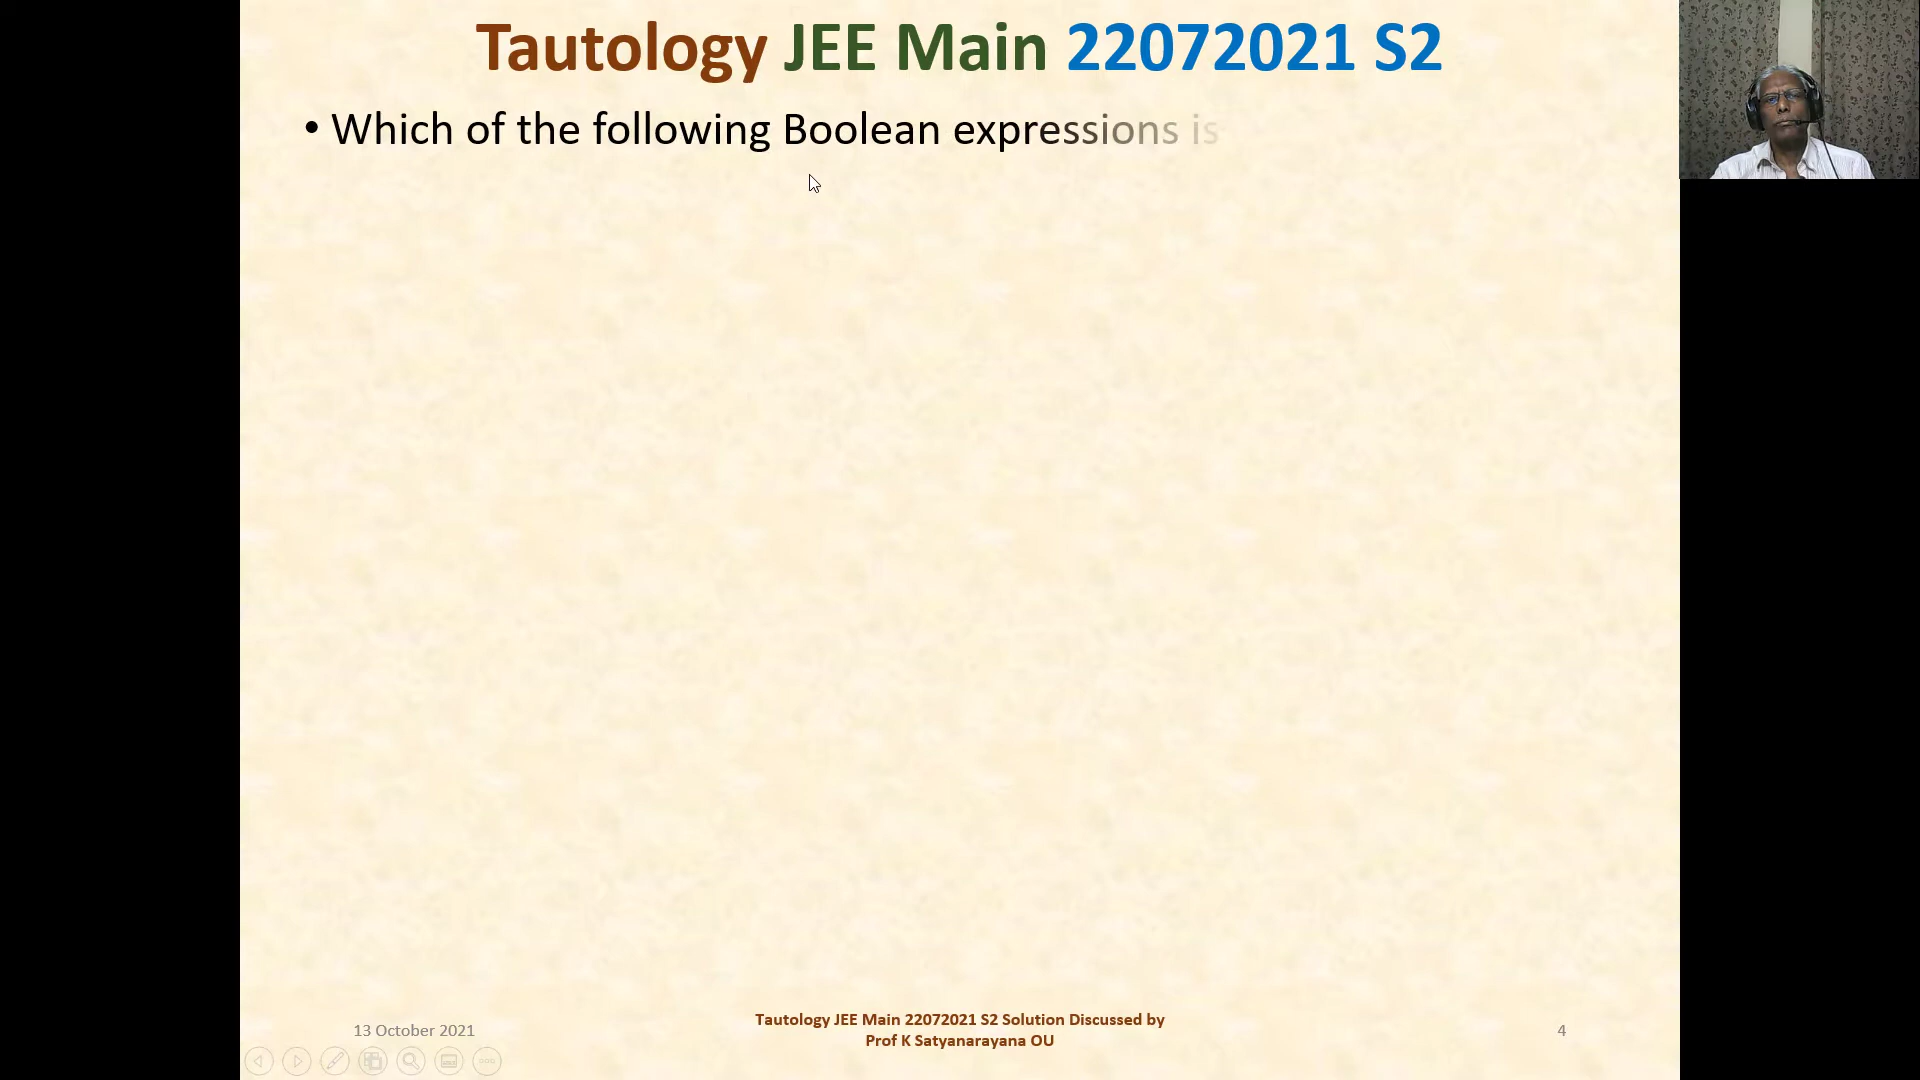 Tautology JEE Main 22072021 S2
• Which of the following Boolean expressions is
13 October 2021
Tautology JEE Main 22072021 S2 Solution Discussed by
Prof K Satyanarayana OU
4